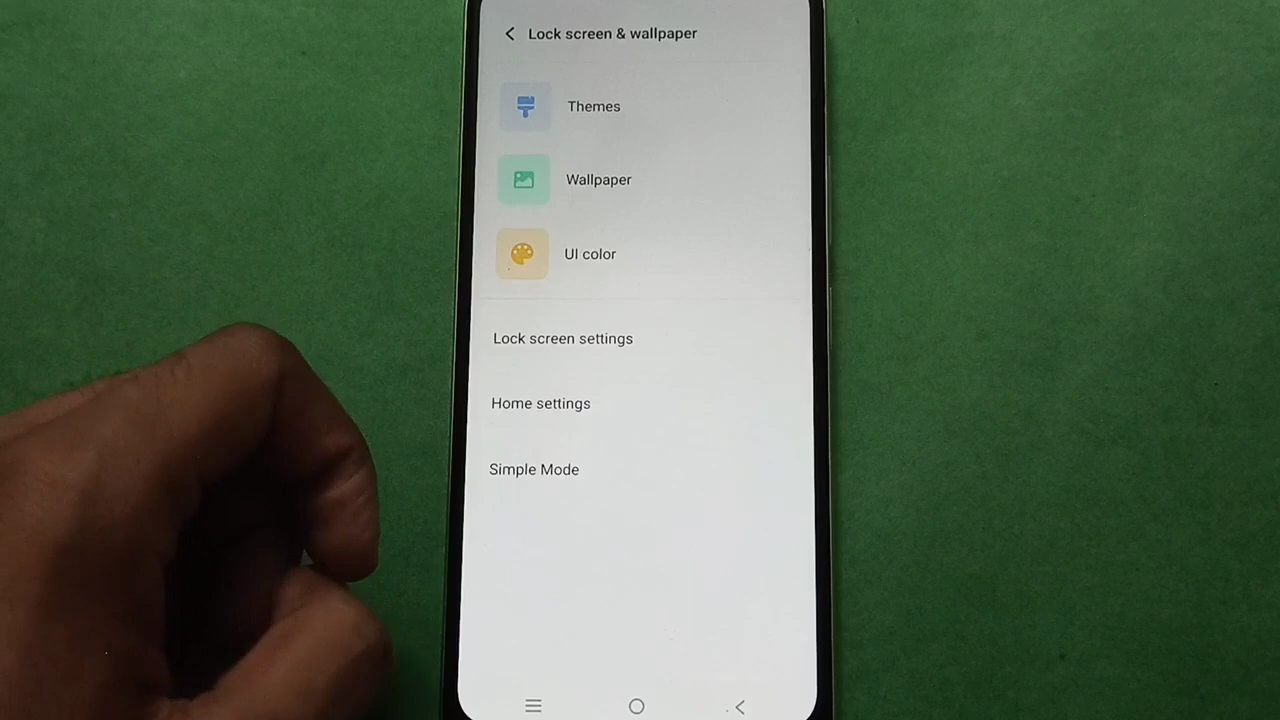 Lock screen & wallpaper
Themes
Wallpaper
UI color
Lock screen settings
Home settings
Simple Mode